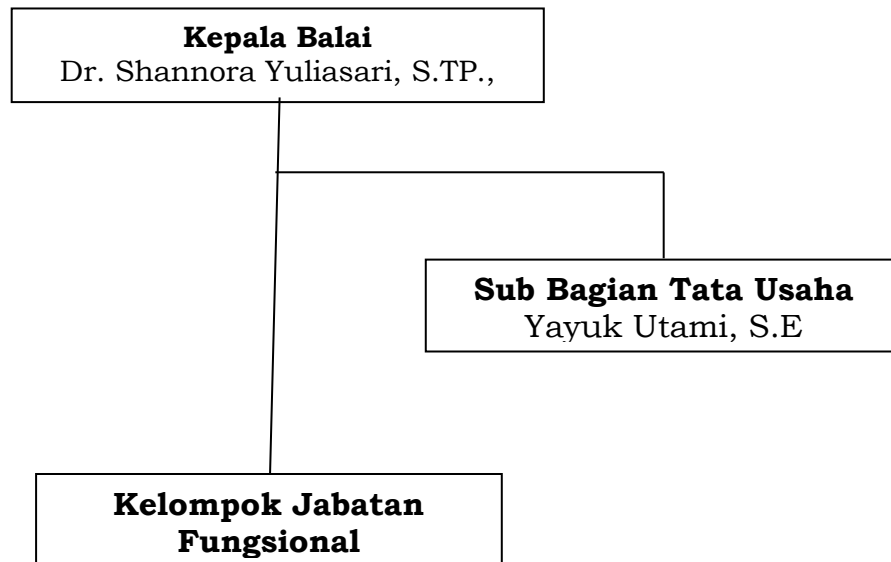 Kepala Balai
Dr. Shannora Yuliasari, S.TP.,
Sub Bagian Tata Usaha
Yayuk Utami, S.E
Kelompok Jabatan
Fungsional